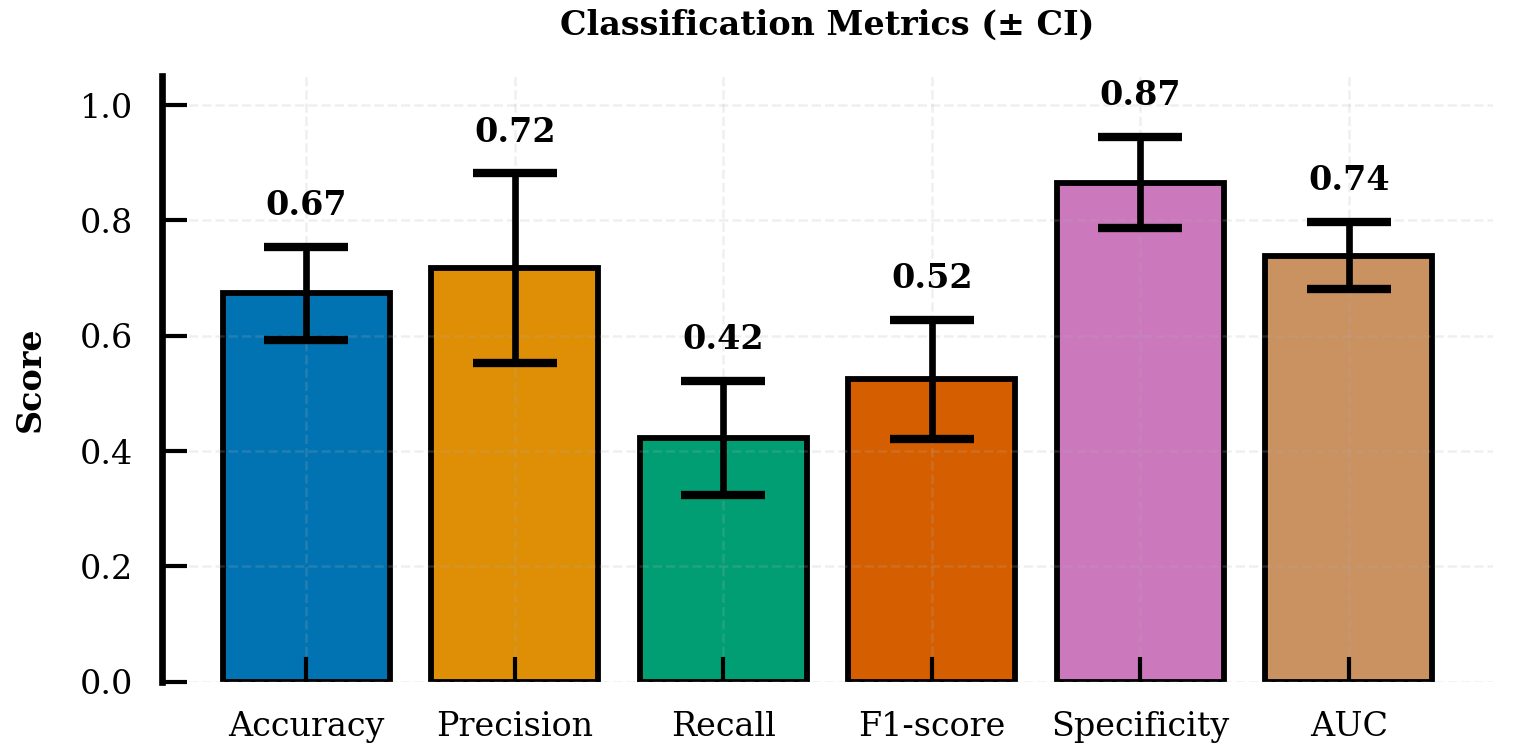 Classification Metrics (± CI)
Score
1.0
0.8
0.6
0.4
0.2
0.0
0.67
0.72
0.42
0.52
0.87
0.74
Accuracy
Precision
Recall
F1-score
Specificity
AUC